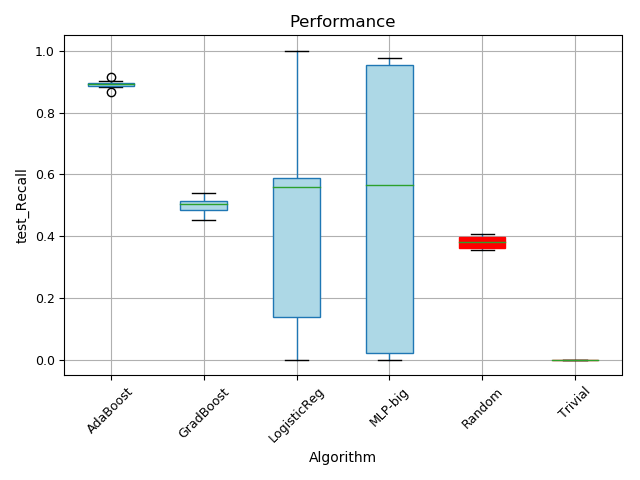 Performance
test_Recall
1.0
0.8
0.6
0.4
0.2
0.0
AdaBoost
GradBoost
LogisticReg
MLP-big
Random
Trivial
Algorithm